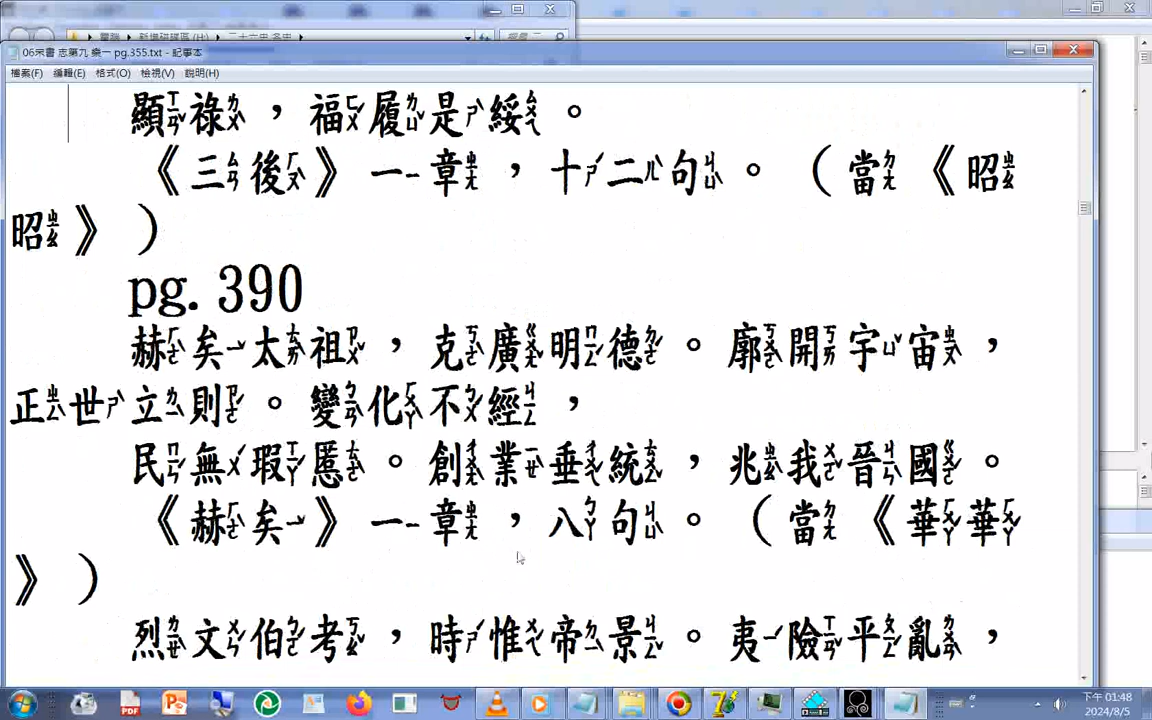 06宋書 志第九 樂一 pg.355.txt - 記事本
檔案(F) 編輯(E) 格式(O) 檢視(V) 說明(H)
顯祿，福履是綏。
《三後》一章，十二句。（當《昭
昭》）
pg. 390
赫矣太祖，克廣明德。廓開宇宙，
正世立則。變化不經，
民無瑕慝。創業垂統，兆我晉國。
《赫矣》一章，八句。（當《華華
》）
烈文伯考，時惟帝景。夷險平亂，
下午 01:48
2024/8/5